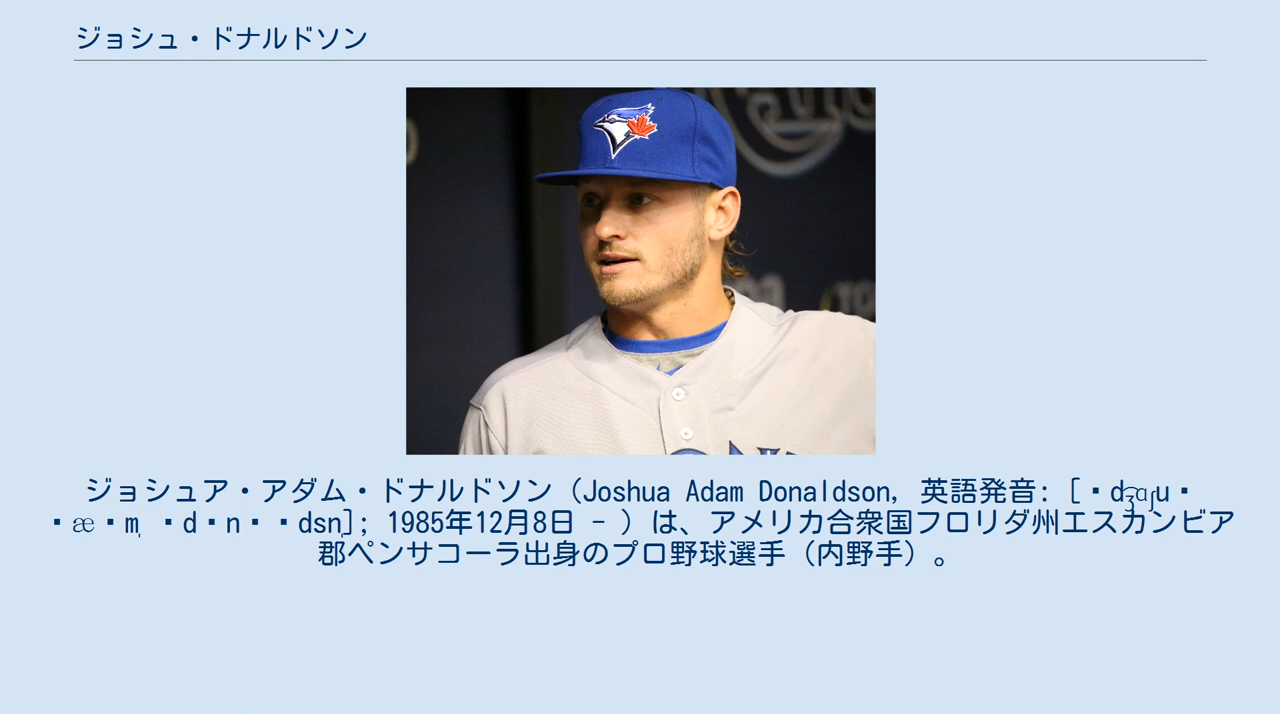 ジョシュ・ドナルドソン
ジョシュア・アダム・ドナルドソン（Joshua Adam Donaldson, 英語発音: [▪dʒɑʃu▪
▪æ▪m̩ ▪d▪n▪▪dsn̩]; 1985年12月8日 - ）は、アメリカ合衆国フロリダ州エスカンビア
郡ペンサコーラ出身のプロ野球選手（内野手）。